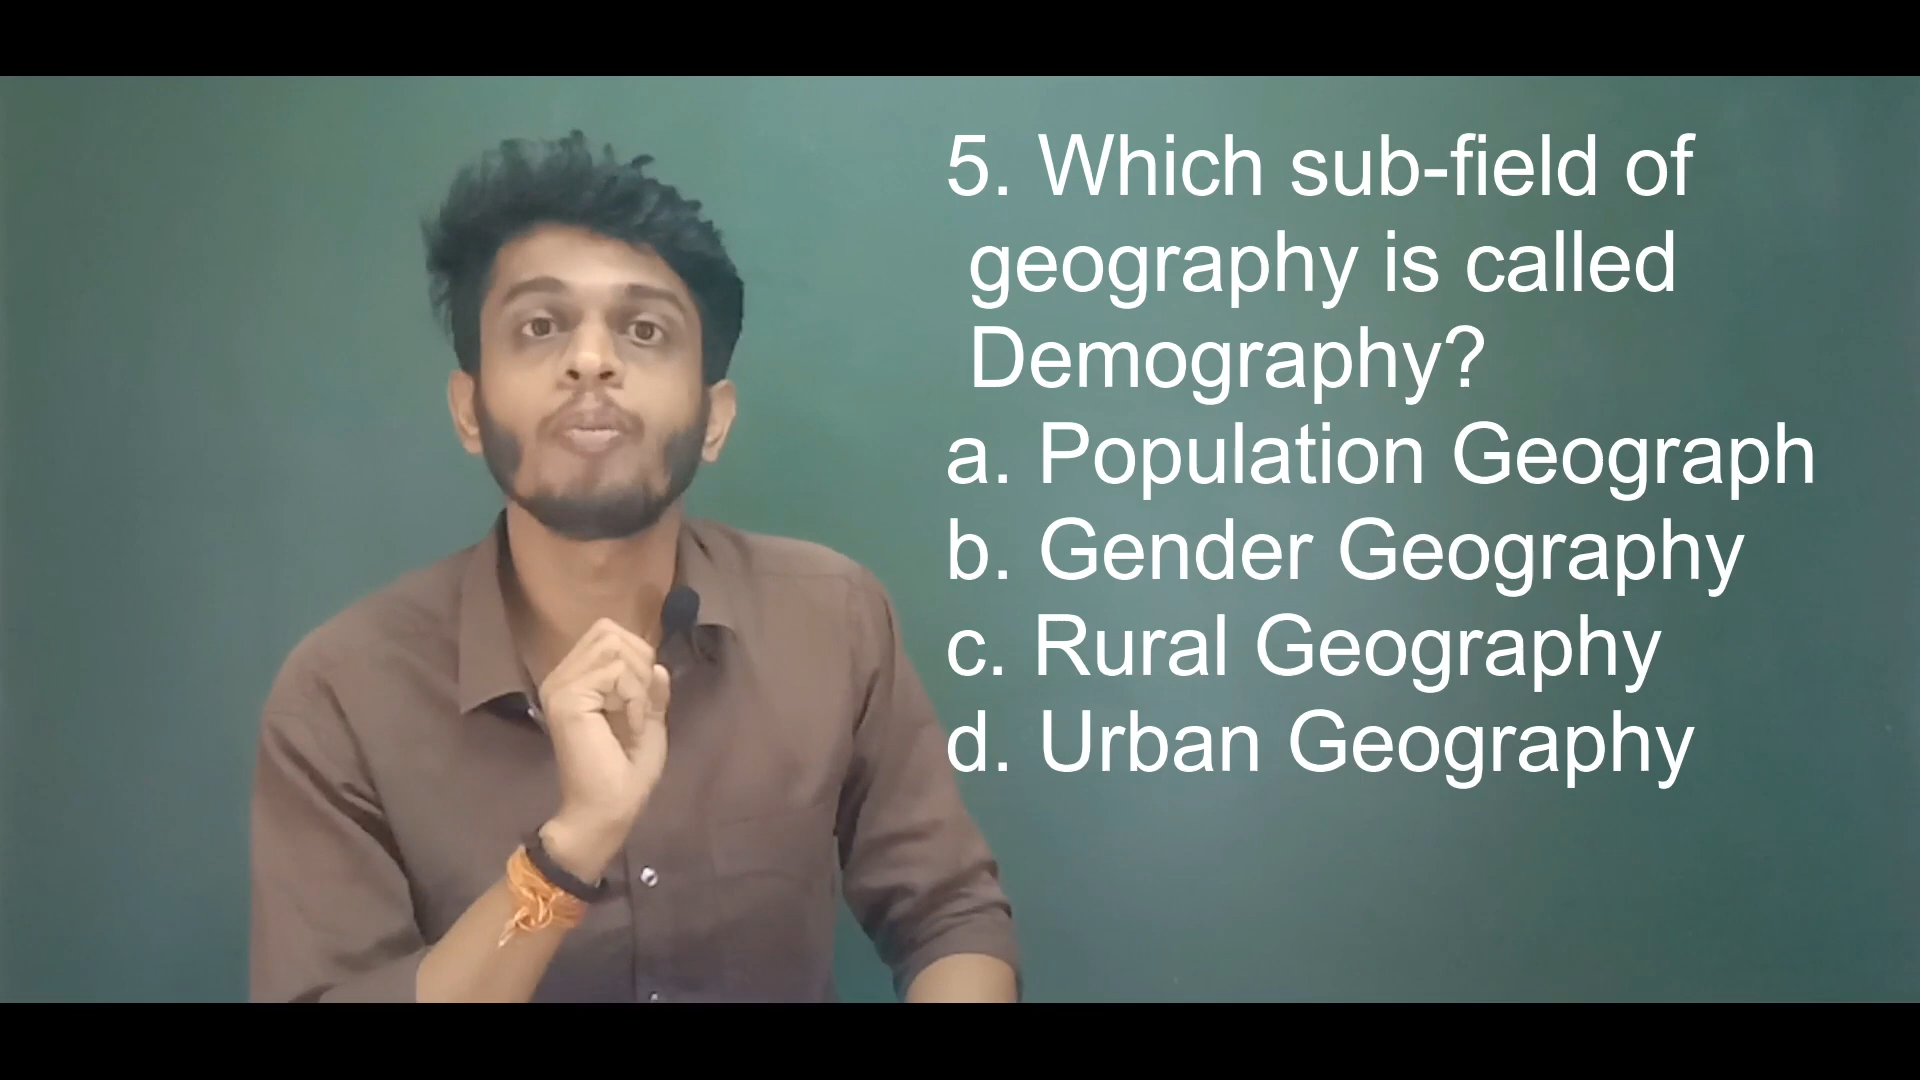 5. Which sub-field of
geography is called
Demography?
a. Population Geograph
b. Gender Geography
c. Rural Geography
d. Urban Geography